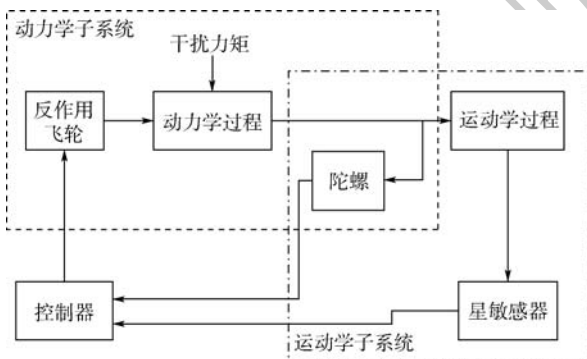 动力学子系统
干扰力矩
反作用
飞轮
动力学过程
运动学过程
陀螺
控制器
星敏感器
运动学子系统